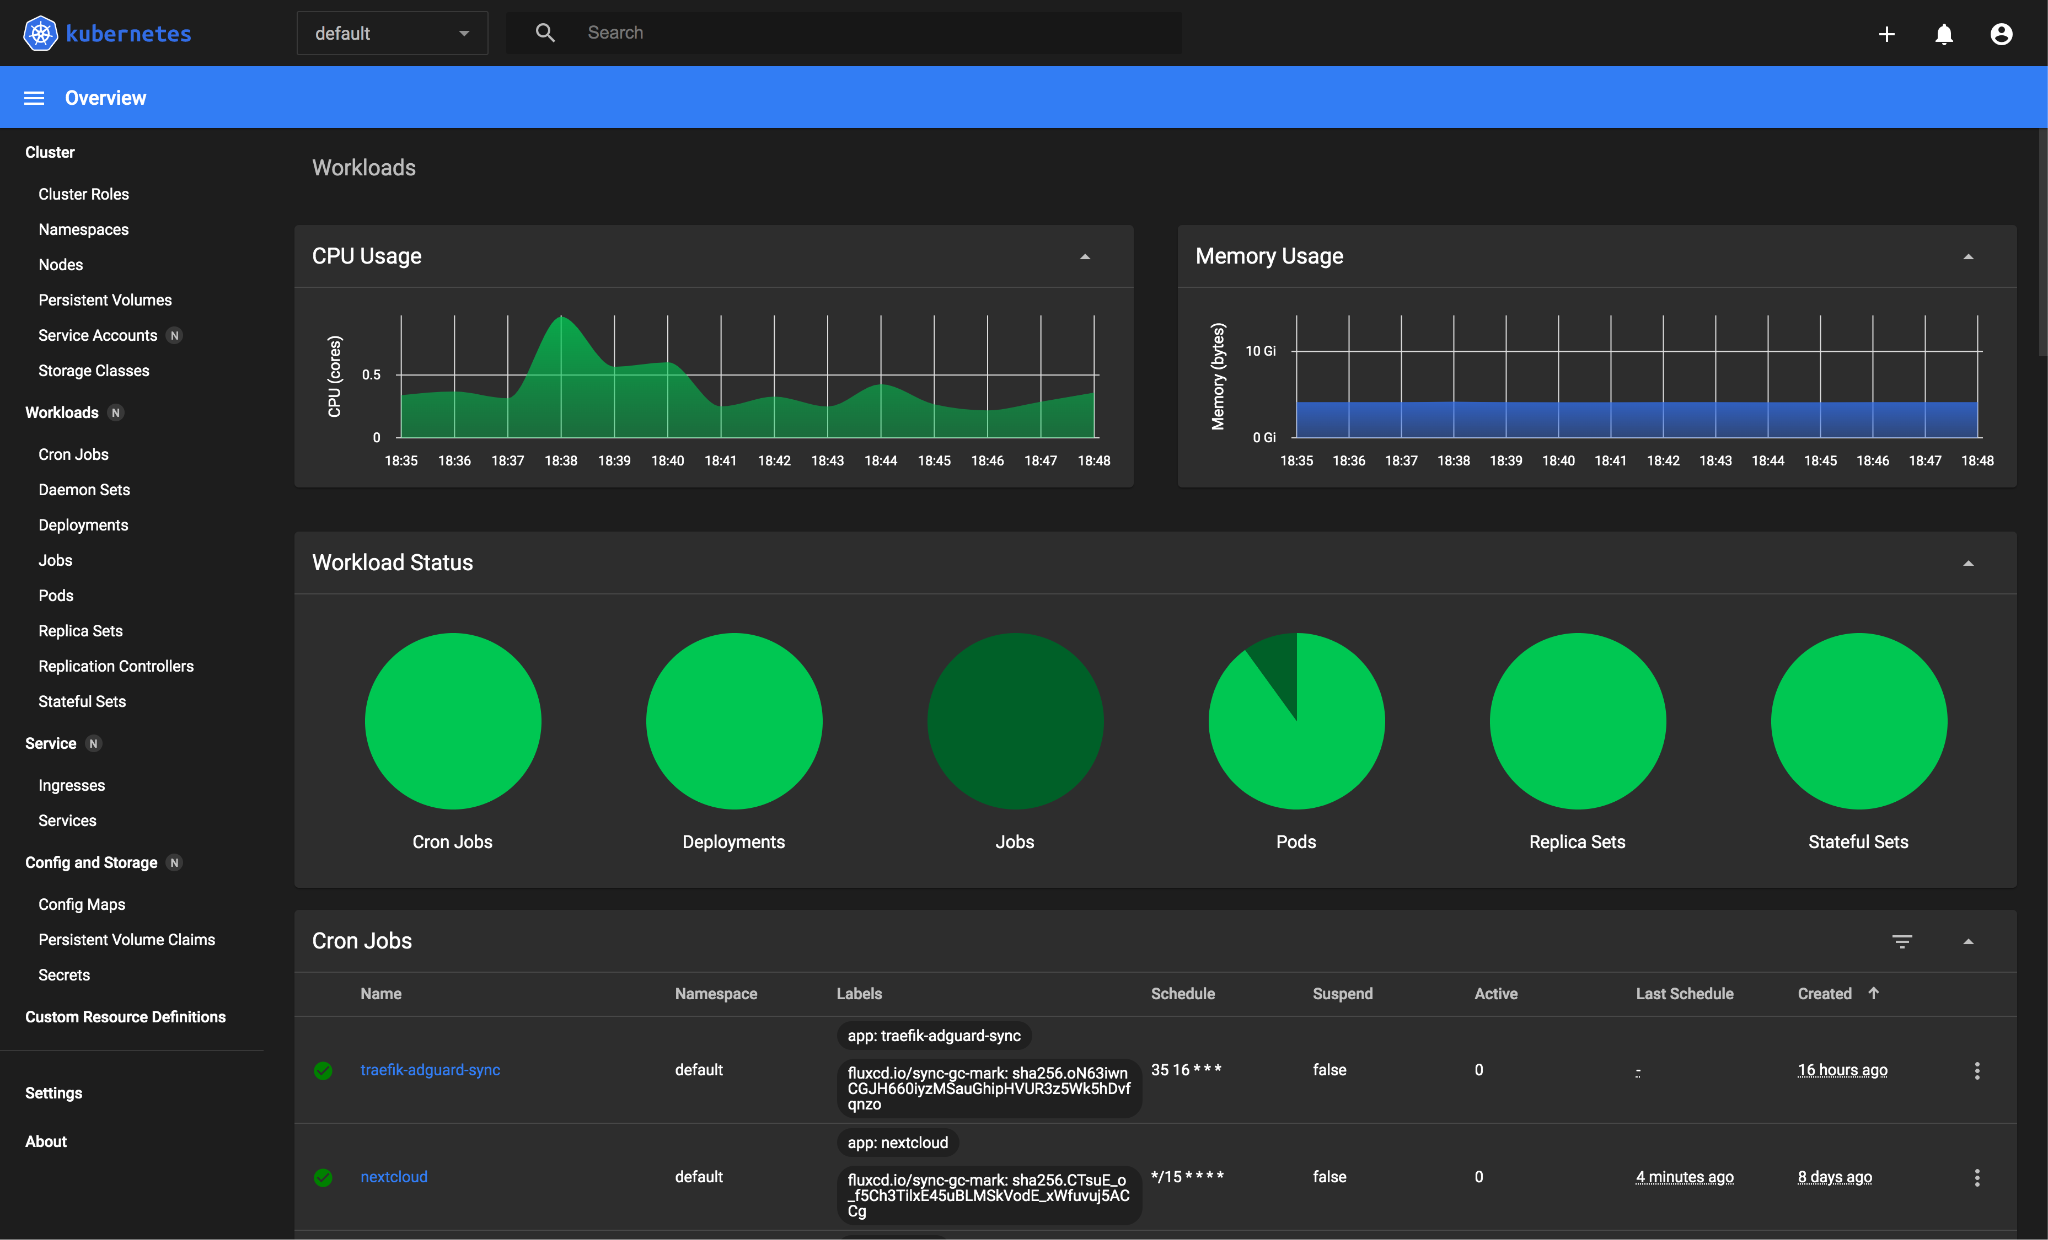 kubernetes
default
Search
Overview
Cluster
Cluster Roles
Namespaces
Nodes
Persistent Volumes
Service Accounts N
Storage Classes
Workloads N
Cron Jobs
Daemon Sets
Deployments
Jobs
Pods
Replica Sets
Replication Controllers
Stateful Sets
Service N
Ingresses
Services
Config and Storage N
Config Maps
Persistent Volume Claims
Secrets
Custom Resource Definitions
Settings
About
Workloads
CPU Usage
CPU (cores)
0.5
0
18:35 18:36 18:37 18:38 18:39 18:40 18:41 18:42 18:43 18:44 18:45 18:46 18:47 18:48
Memory Usage
Memory (bytes)
10 Gi
0 Gi
18:35 18:36 18:37 18:38 18:39 18:40 18:41 18:42 18:43 18:44 18:45 18:46 18:47 18:48
Workload Status
Cron Jobs Deployments Jobs Pods Replica Sets Stateful Sets
Cron Jobs
Name Namespace Labels Schedule Suspend Active Last Schedule Created
app: traefik-adguard-sync
traefik-adguard-sync default 35 16 * * * false 0 - 16 hours ago
fluxcd.io/sync-gc-mark: sha256.oN63iwn
CGJH660iyzMSauGhipHVUR3z5Wk5hDvf
qnzo
app: nextcloud
nextcloud default */15 * * * * false 0 4 minutes ago 8 days ago
fluxcd.io/sync-gc-mark: sha256.CTsuE_o
_f5Ch3TilxE45uBLMSkVodE_xWfuvuj5AC
Cg